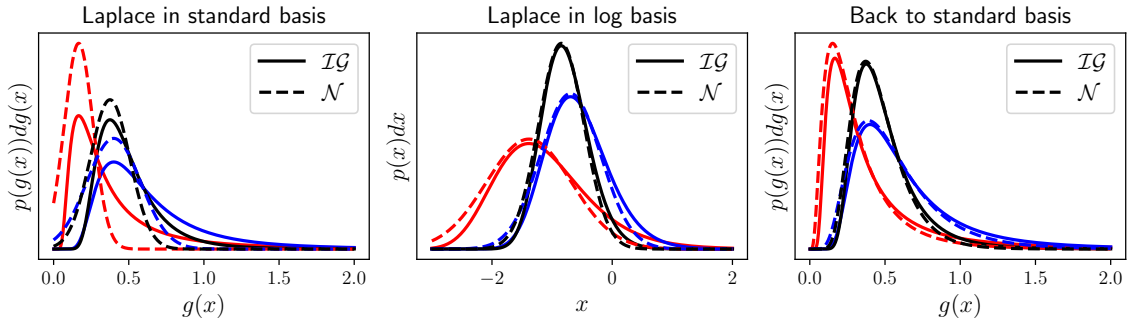 Laplace in standard basis
p(g(x))dg(x)
ℐ𝒢
𝒩
0.0 0.5 1.0 1.5 2.0
g(x)
Laplace in log basis
p(x)dx
ℐ𝒢
𝒩
−2 0 2
x
Back to standard basis
p(g(x))dg(x)
ℐ𝒢
𝒩
0.0 0.5 1.0 1.5 2.0
g(x)